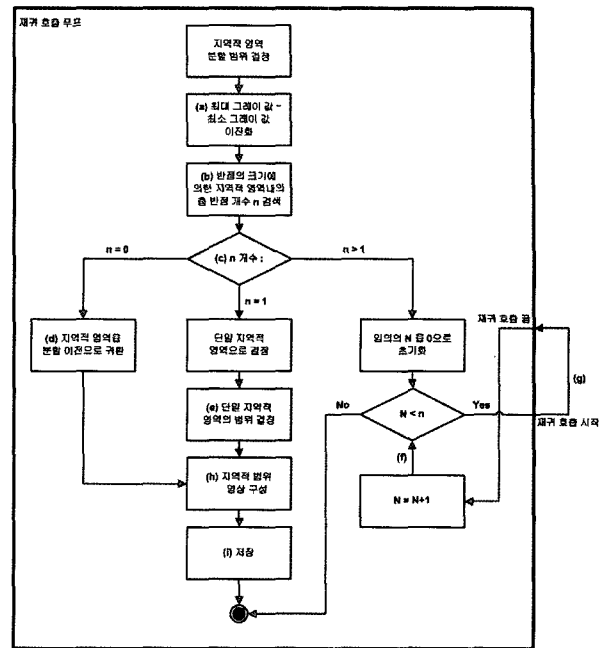 재귀 호출 루프
지역적 영역
분할 범위 결정
(a) 최대 그레이 값 -
최소 그레이 값
이진화
(b) 반점의 크기에
의한 지역적 영역내의
총 반점 개수 n 검색
n = 0
(c) n 개수 :
n > 1
n = 1
(d) 지역적 영역을
분할 이전으로 귀환
단말 지역적
영역으로 결정
임의의 N 을 0으로
초기화
재귀 호출 끝
(g)
(e) 단말 지역적
영역의 범위 결정
No
N < n
Yes
재귀 호출 시작
(f)
(h) 지역적 범위
영상 구성
N = N+1
(i) 저장